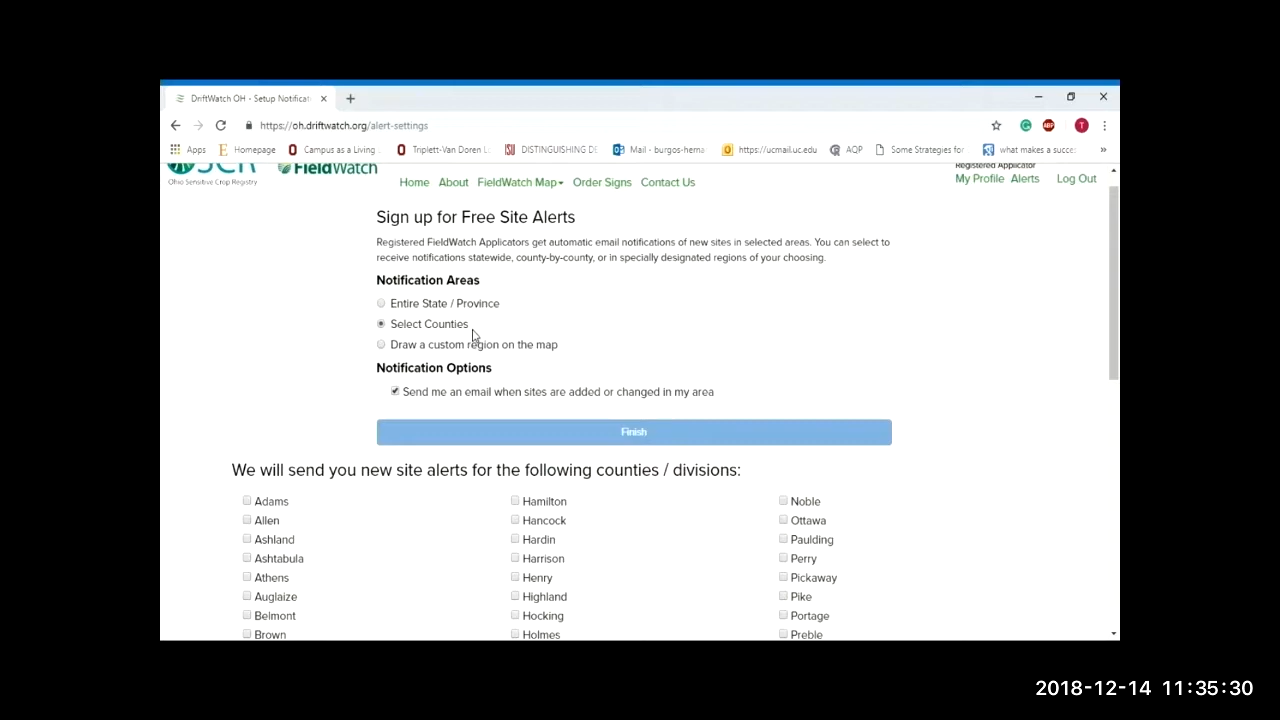 DriftWatch OH - Setup Notificat
https://oh.driftwatch.org/alert-settings
Apps Homepage Campus as a Living Triplett-Van Doren L DISTINGUISHING DE Mail - burgos-herna https://ucmail.uc.edu AQP Some Strategies for what makes a succe
Ohio Sensitive Crop Registry
FieldWatch
Registered Applicator
Home About FieldWatch Map Order Signs Contact Us
My Profile Alerts Log Out
Sign up for Free Site Alerts
Registered FieldWatch Applicators get automatic email notifications of new sites in selected areas. You can select to
receive notifications statewide, county-by-county, or in specially designated regions of your choosing.
Notification Areas
Entire State / Province
Select Counties
Draw a custom region on the map
Notification Options
Send me an email when sites are added or changed in my area
Finish
We will send you new site alerts for the following counties / divisions:
Adams Hamilton Noble
Allen Hancock Ottawa
Ashland Hardin Paulding
Ashtabula Harrison Perry
Athens Henry Pickaway
Auglaize Highland Pike
Belmont Hocking Portage
Brown Holmes Preble
2018-12-14 11:35:30